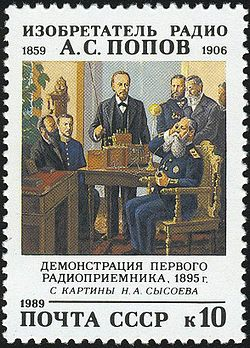 ИЗОБРЕТАТЕЛЬ РАДИО
1859 А.С.ПОПОВ 1906
ДЕМОНСТРАЦИЯ ПЕРВОГО
РАДИОПРИЕМНИКА, 1895 г.
С КАРТИНЫ Н.А.СЫСОЕВА
1989
ПОЧТА СССР К10